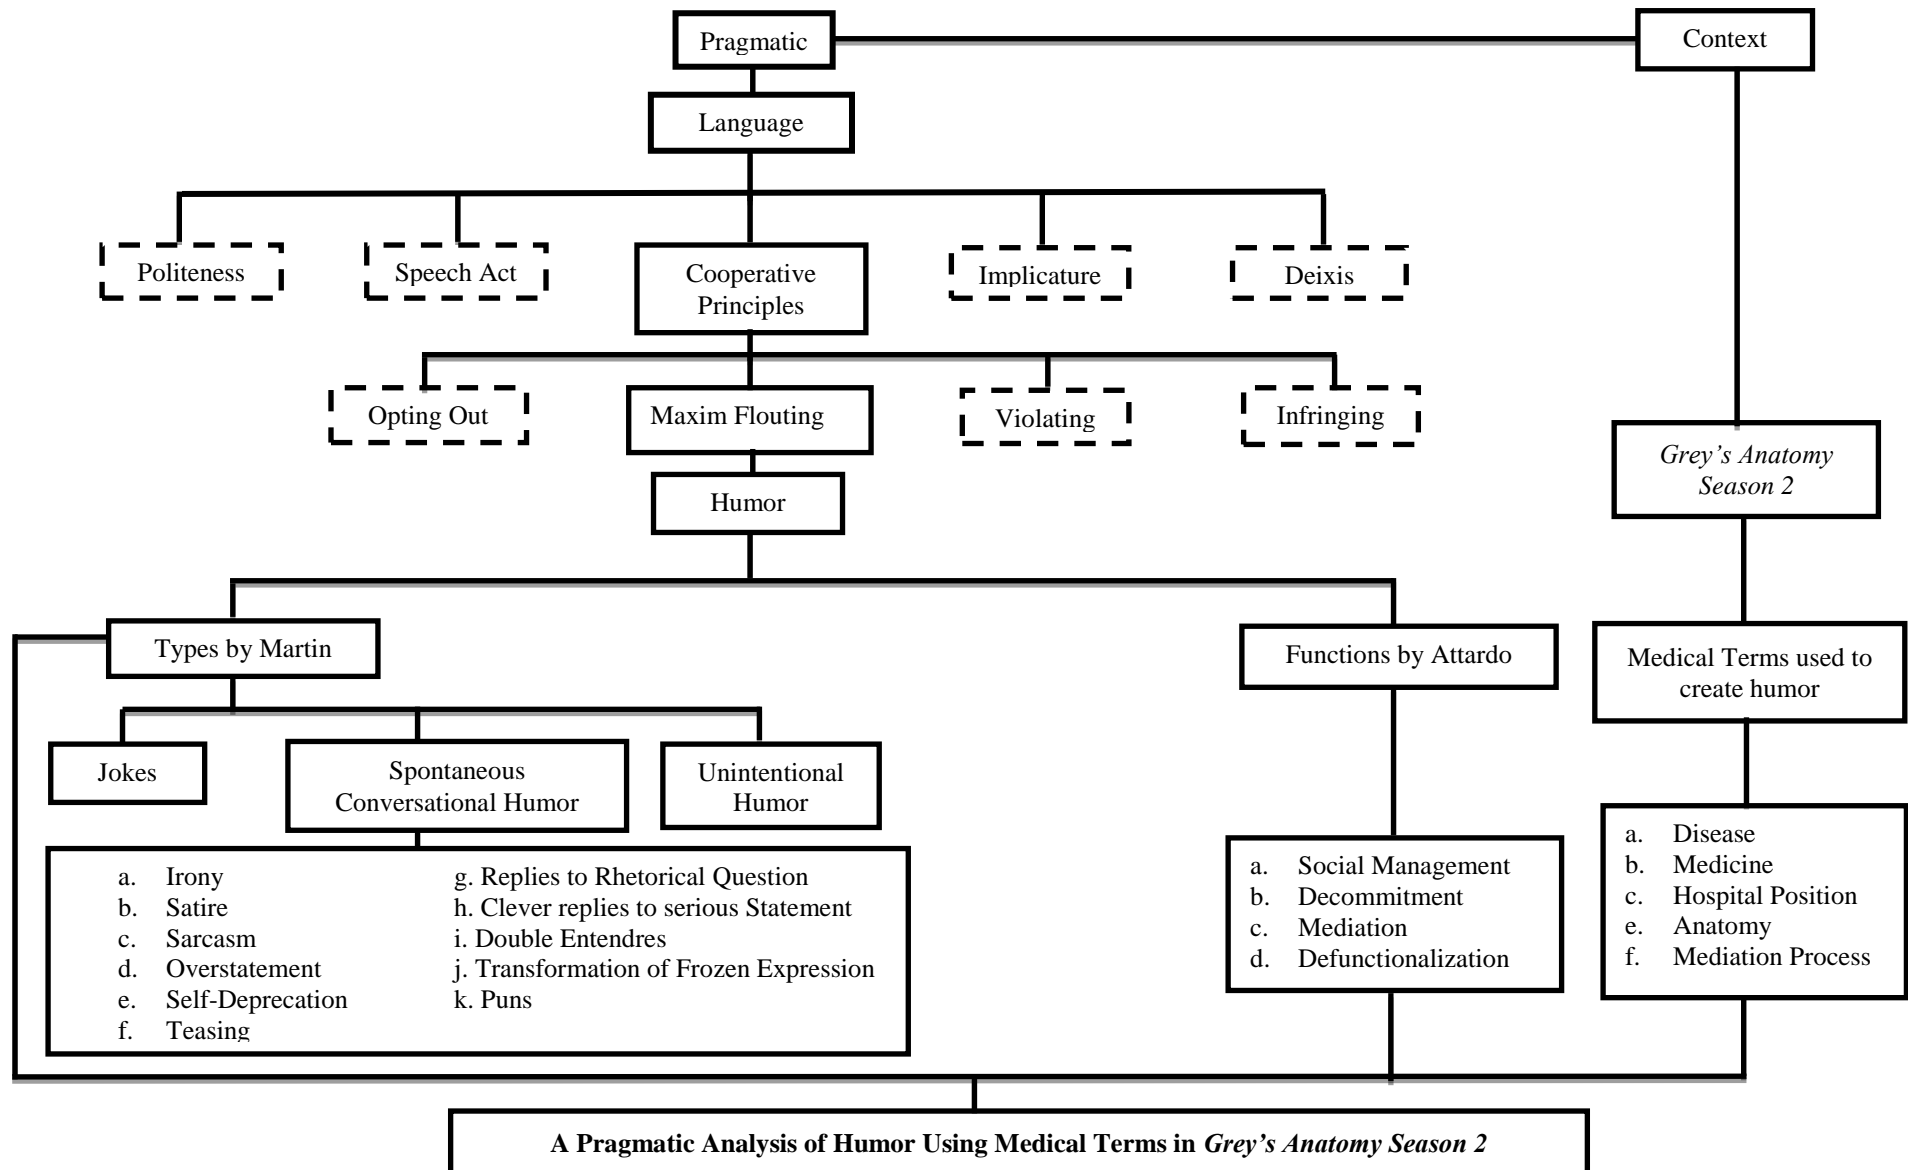 Pragmatic
Context
Language
Politeness
Speech Act
Cooperative
Principles
Implicature
Deixis
Opting Out
Maxim Flouting
Violating
Infringing
Grey’s Anatomy
Season 2
Humor
Types by Martin
Functions by Attardo
Medical Terms used to
create humor
Jokes
Spontaneous
Conversational Humor
Unintentional
Humor
a. Irony
b. Satire
c. Sarcasm
d. Overstatement
e. Self-Deprecation
f. Teasing
g. Replies to Rhetorical Question
h. Clever replies to serious Statement
i. Double Entendres
j. Transformation of Frozen Expression
k. Puns
a. Social Management
b. Decommitment
c. Mediation
d. Defunctionalization
a. Disease
b. Medicine
c. Hospital Position
e. Anatomy
f. Mediation Process
A Pragmatic Analysis of Humor Using Medical Terms in Grey’s Anatomy Season 2